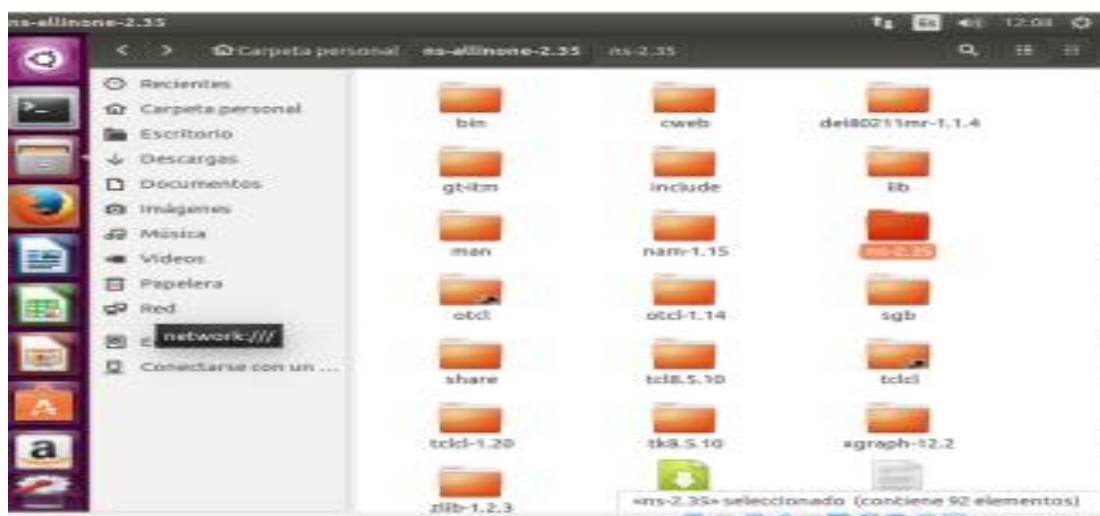 ns-allinone-2.35
Es
12:08
Carpeta personal ns-allinone-2.35 ns-2.35
Recientes
Carpeta personal
Escritorio
Descargas
Documentos
Imágenes
Música
Vídeos
Papelera
Red
E
network:///
Conectarse con un ...
bin cweb dei80211mr-1.1.4
gt-itm include lib
man nam-1.15 ns-2.35
otcl otcl-1.14 sgb
share tcl8.5.10 tclcl
tclcl-1.20 tk8.5.10 xgraph-12.2
zlib-1.2.3
«ns-2.35» seleccionado (contiene 92 elementos)